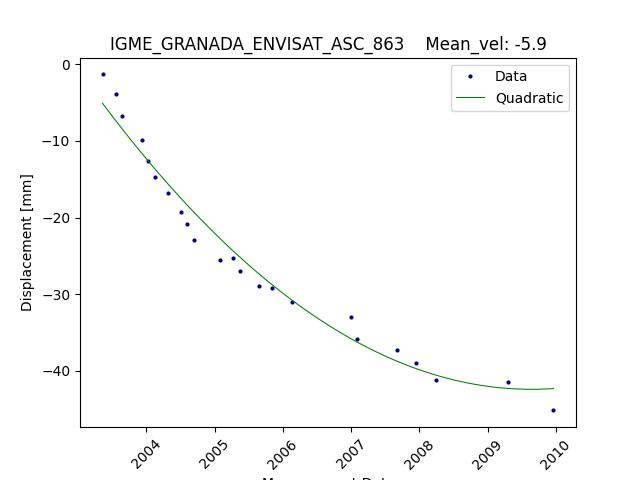 IGME_GRANADA_ENVISAT_ASC_863 Mean_vel: -5.9
Data
Quadratic
Displacement [mm]
0
−10
−20
−30
−40
2004 2005 2006 2007 2008 2009 2010